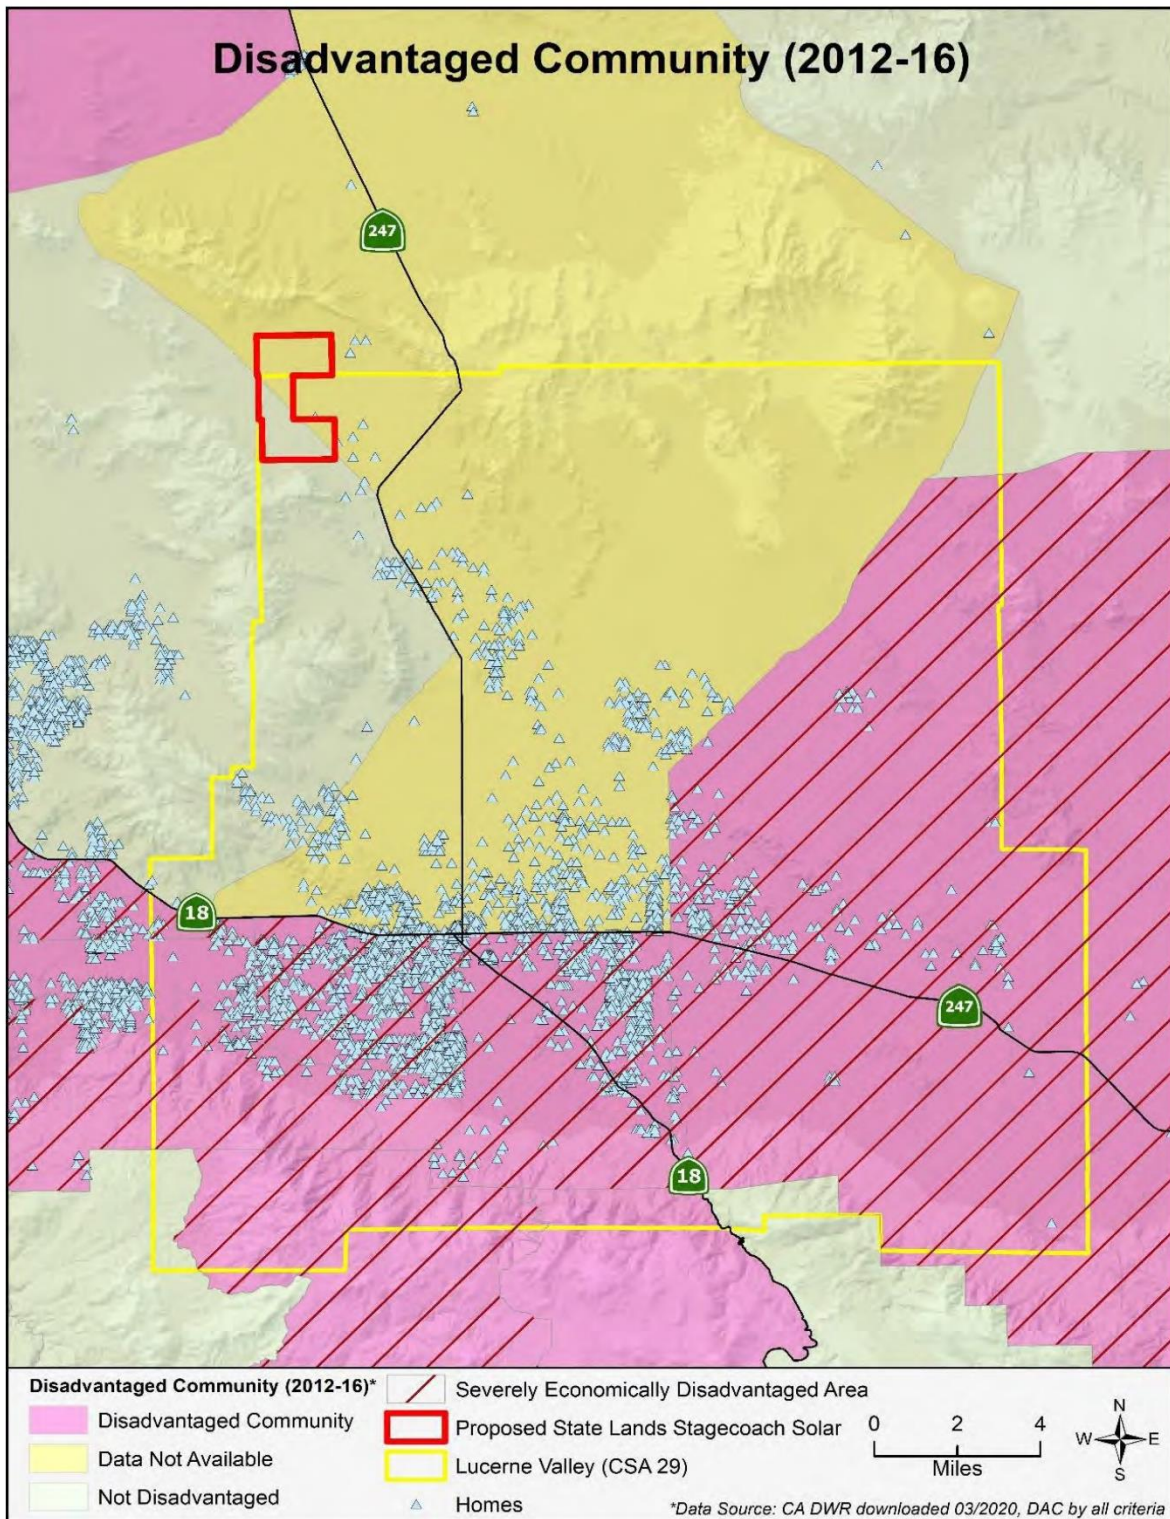 Disadvantaged Community (2012-16)
247
18
247
18
Disadvantaged Community (2012-16)*
Disadvantaged Community
Data Not Available
Not Disadvantaged
Severely Economically Disadvantaged Area
Proposed State Lands Stagecoach Solar
Lucerne Valley (CSA 29)
Homes
0 2 4
Miles
N
W E
S
*Data Source: CA DWR downloaded 03/2020, DAC by all criteria